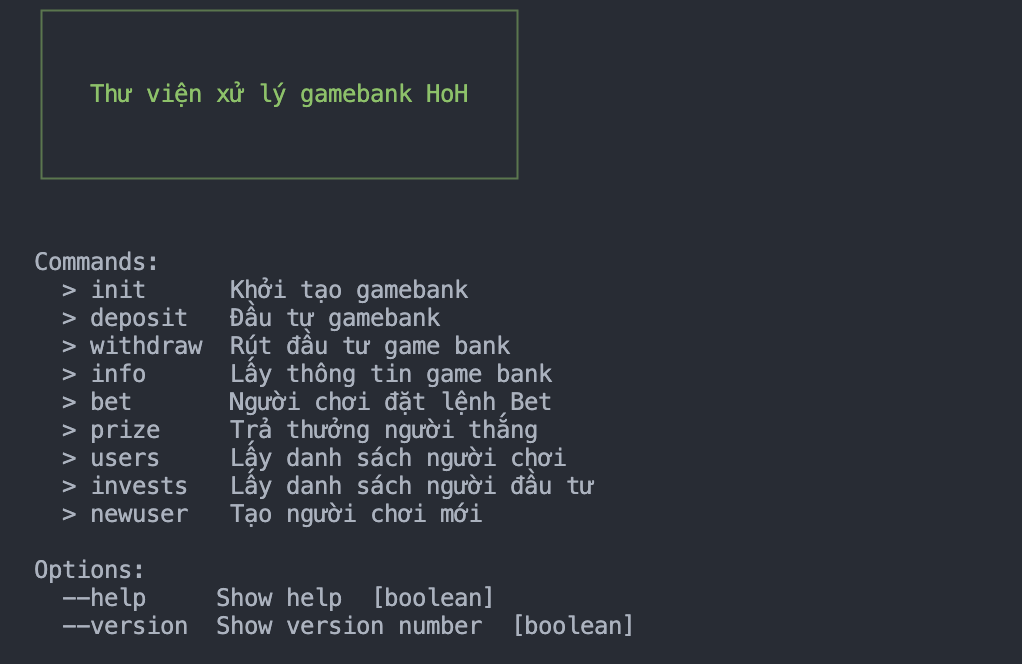 Thư viện xử lý gamebank HoH
Commands:
> init Khởi tạo gamebank
> deposit Đầu tư gamebank
> withdraw Rút đầu tư game bank
> info Lấy thông tin game bank
> bet Người chơi đặt lệnh Bet
> prize Trả thưởng người thắng
> users Lấy danh sách người chơi
> invests Lấy danh sách người đầu tư
> newuser Tạo người chơi mới
Options:
--help Show help [boolean]
--version Show version number [boolean]